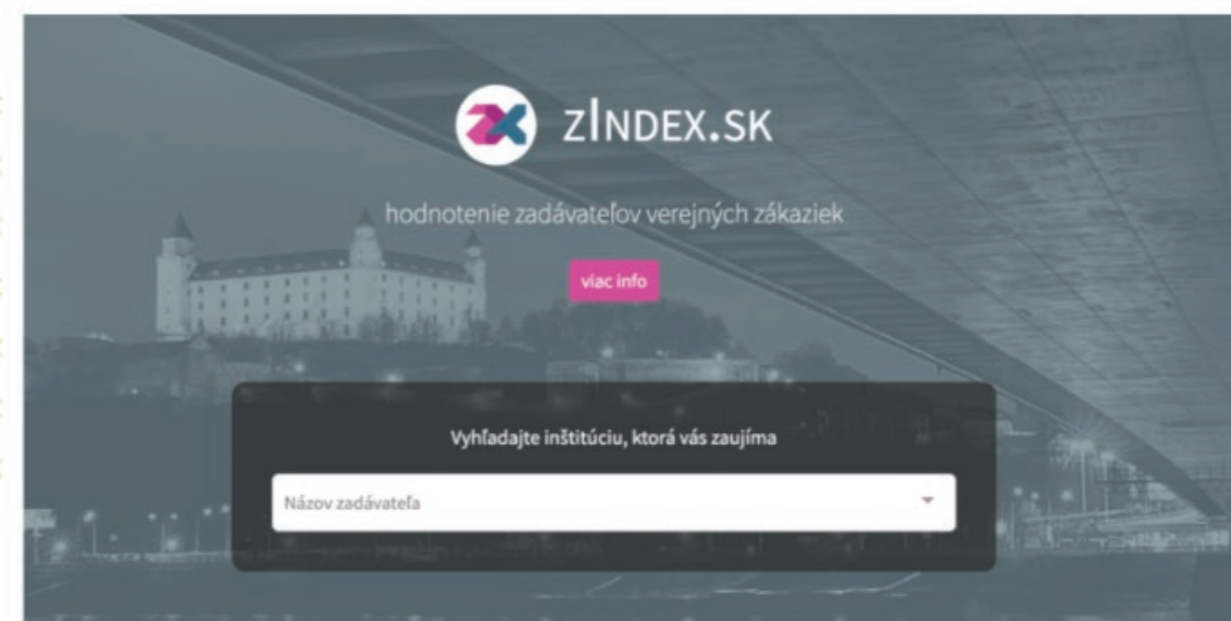 zINDEX.SK
hodnotenie zadávateľov verejných zákaziek
viac info
Vyhľadajte inštitúciu, ktorá vás zaujíma
Názov zadávateľa